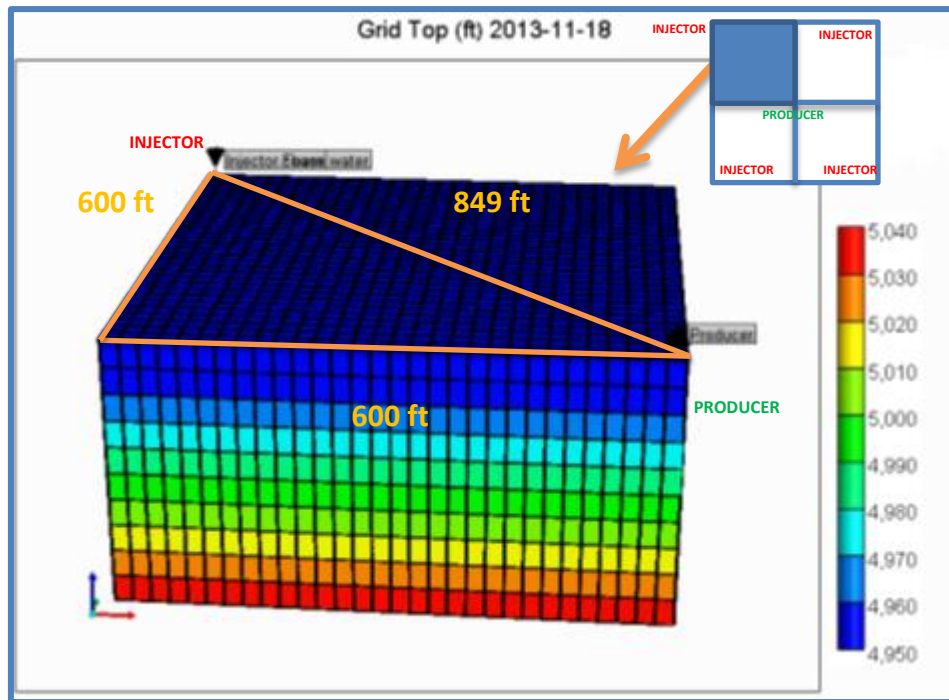 Grid Top (ft) 2013-11-18
INJECTOR
INJECTOR
PRODUCER
INJECTOR
INJECTOR
INJECTOR
Injector water
600 ft
849 ft
Producer
600 ft
PRODUCER
5,040
5,030
5,020
5,010
5,000
4,990
4,980
4,970
4,960
4,950